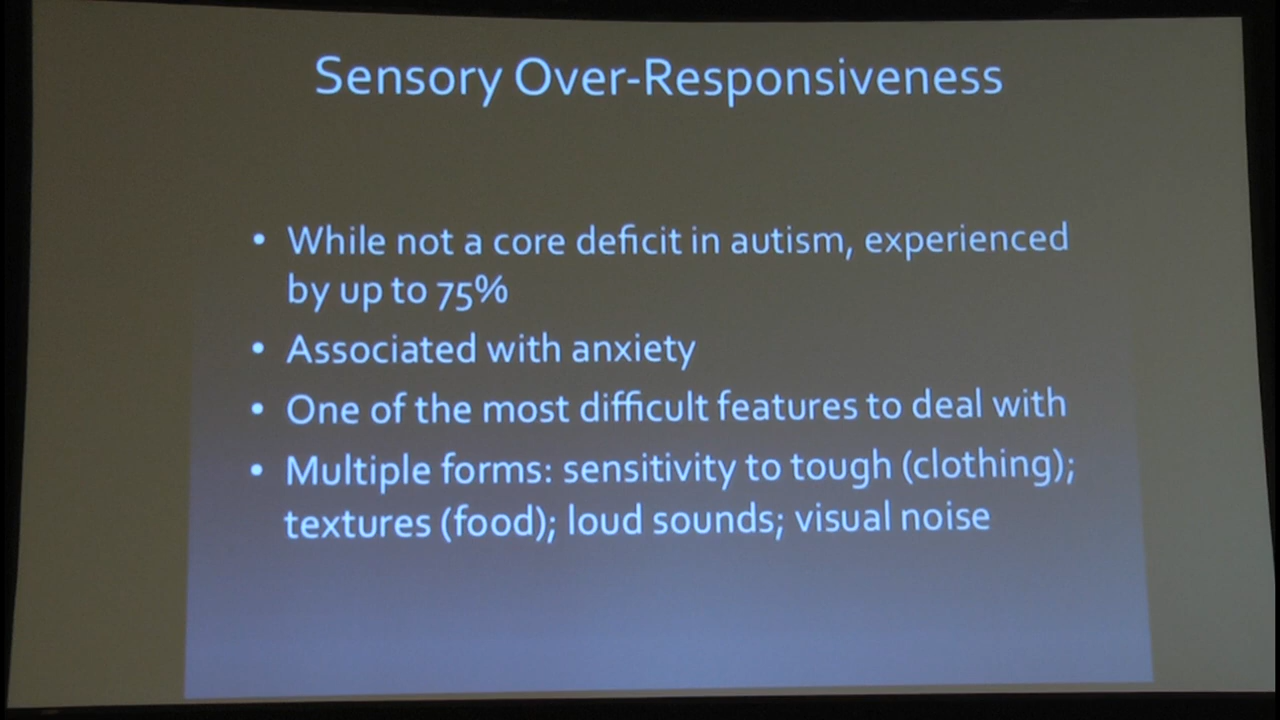 Sensory Over-Responsiveness
• While not a core deficit in autism, experienced
by up to 75%
• Associated with anxiety
• One of the most difficult features to deal with
• Multiple forms: sensitivity to tough (clothing);
textures (food); loud sounds; visual noise